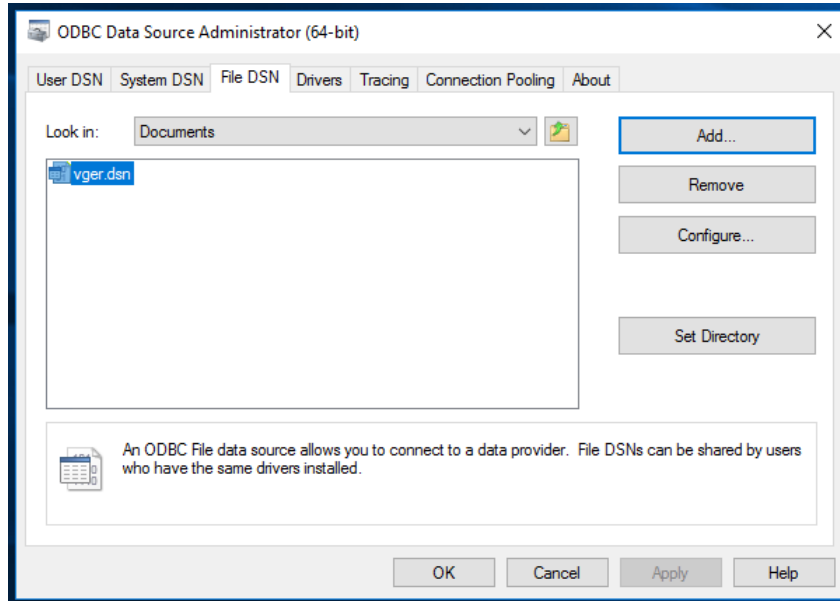 ODBC Data Source Administrator (64-bit)
User DSN System DSN File DSN Drivers Tracing Connection Pooling About
Look in: Documents
Add...
vger.dsn
Remove
Configure...
Set Directory
An ODBC File data source allows you to connect to a data provider. File DSNs can be shared by users
who have the same drivers installed.
OK Cancel Apply Help